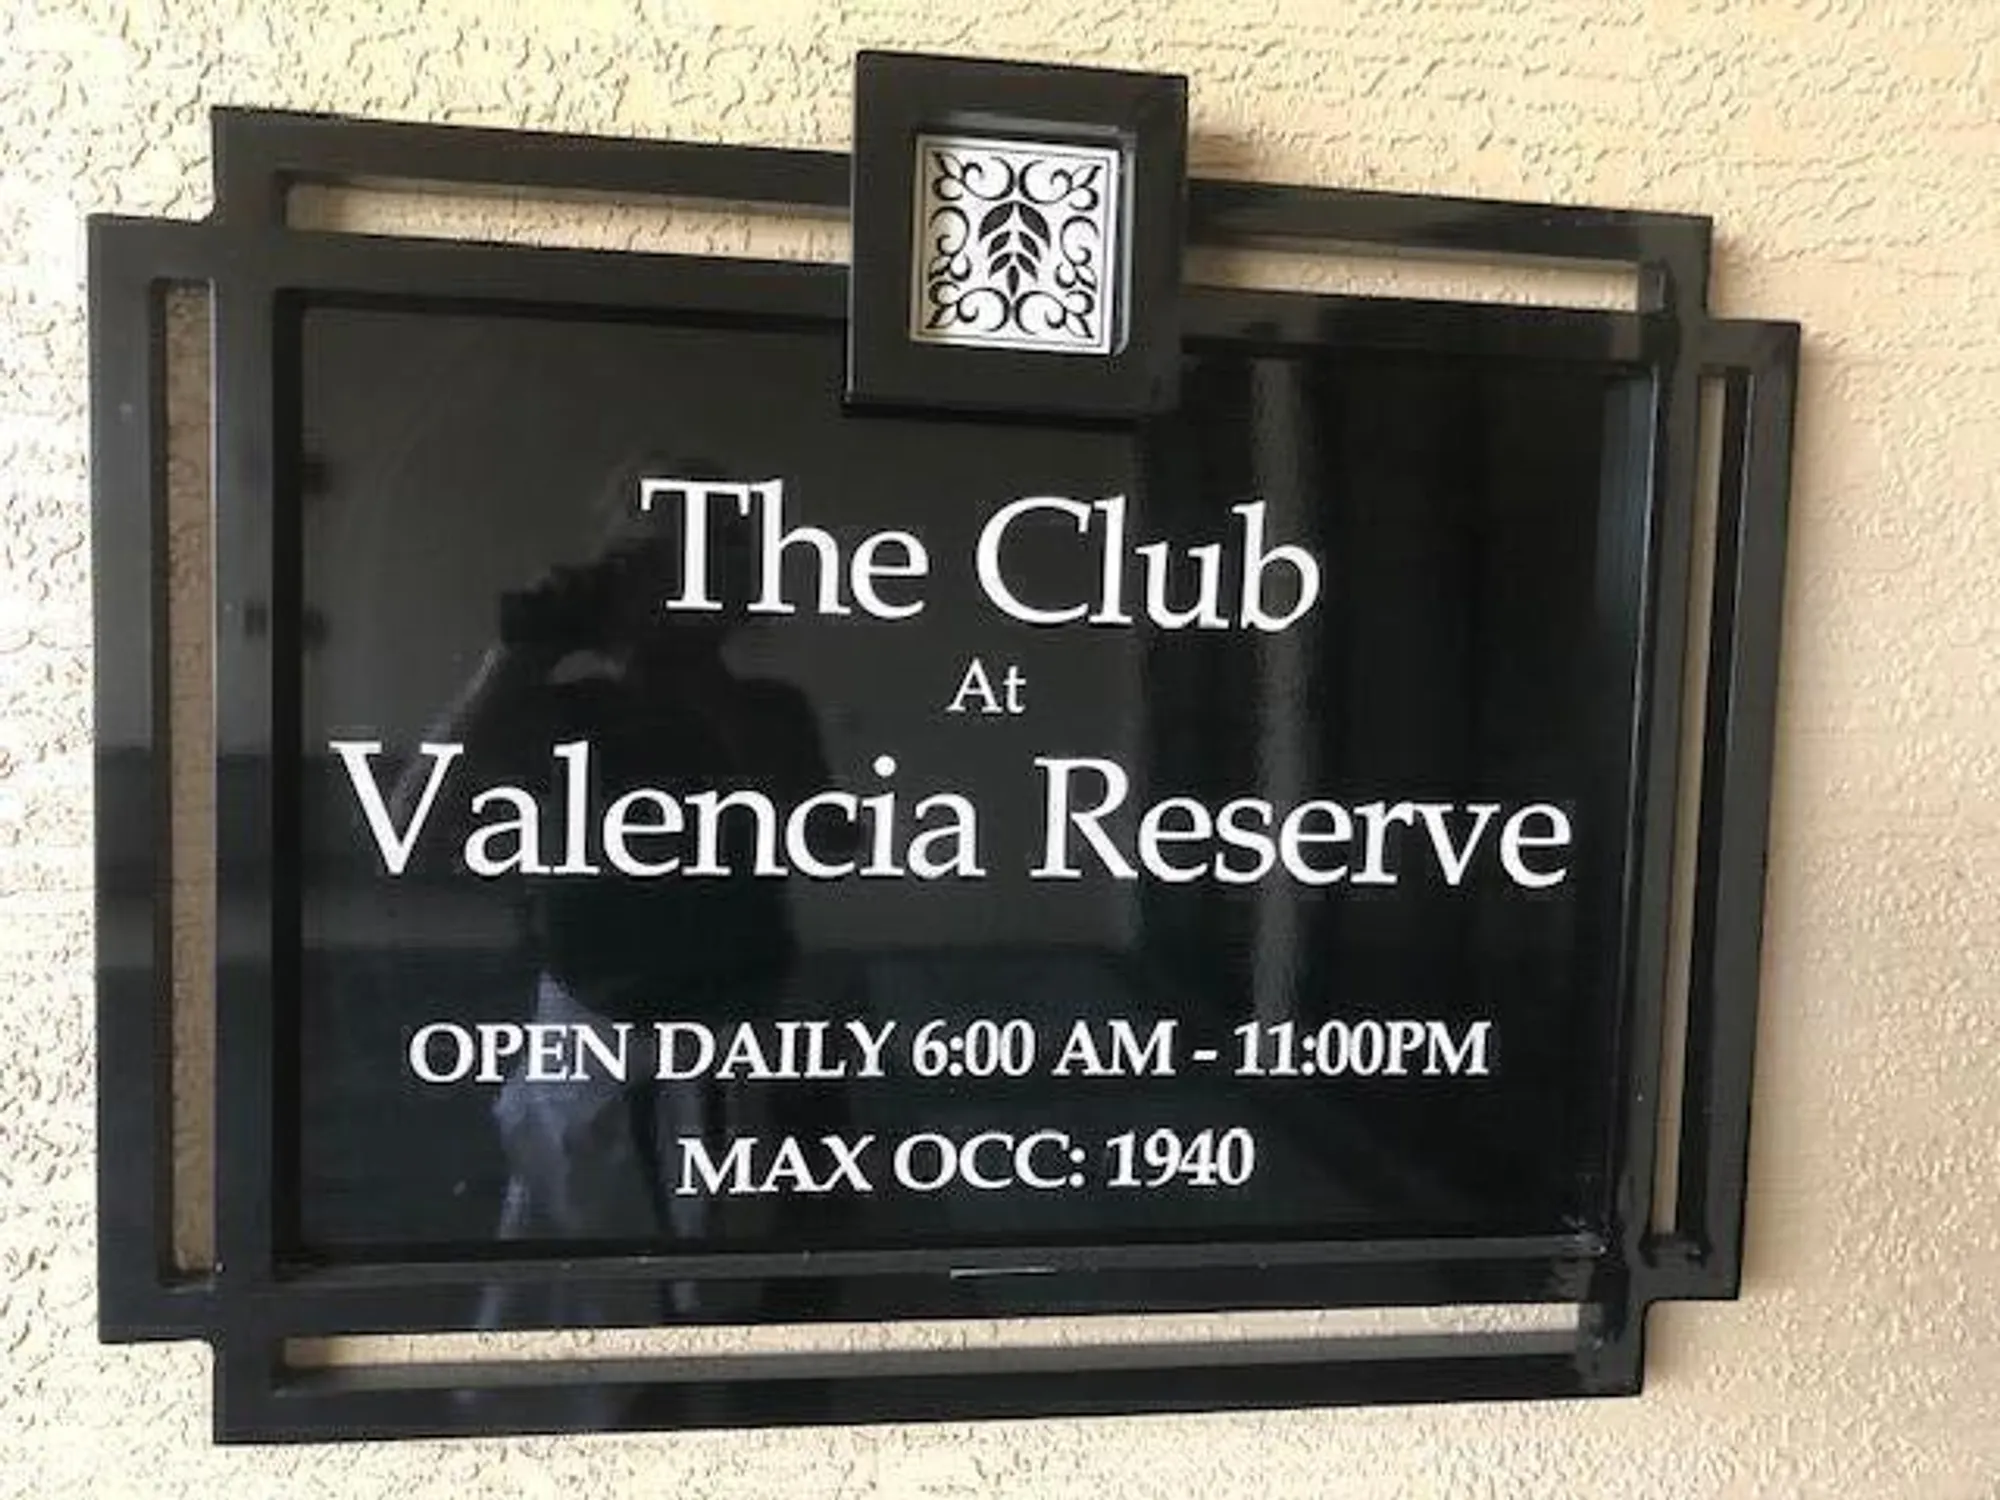 The Club
At
Valencia Reserve
OPEN DAILY 6:00 AM - 11:00PM
MAX OCC: 1940